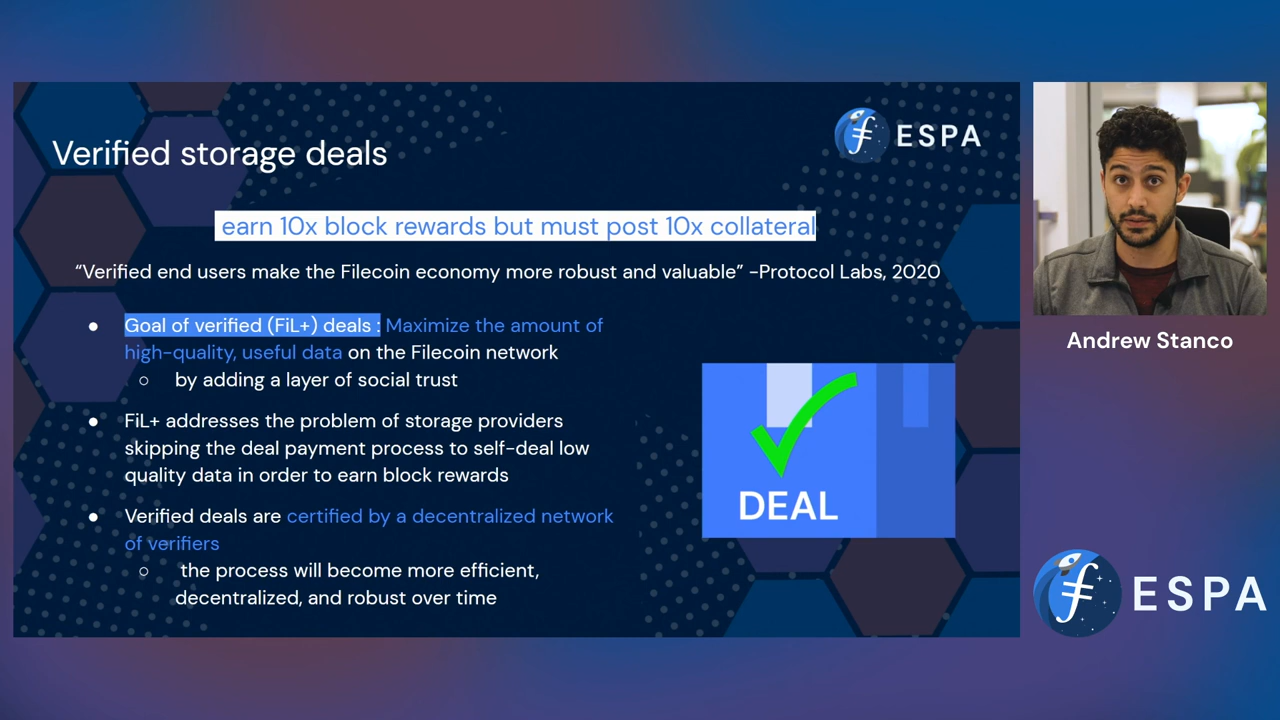 ESPA
Verified storage deals
earn 10x block rewards but must post 10x collateral
“Verified end users make the Filecoin economy more robust and valuable” -Protocol Labs, 2020
● Goal of verified (FiL+) deals : Maximize the amount of
high-quality, useful data on the Filecoin network
○ by adding a layer of social trust
● FiL+ addresses the problem of storage providers
skipping the deal payment process to self-deal low
quality data in order to earn block rewards
● Verified deals are certified by a decentralized network
of verifiers
○ the process will become more efficient,
decentralized, and robust over time
DEAL
Andrew Stanco
ESPA